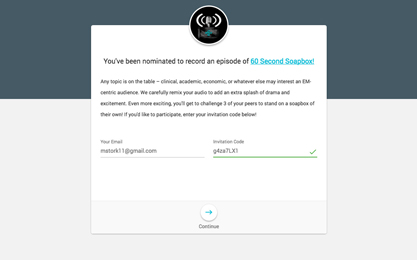 You've been nominated to record an episode of 60 Second Soapbox!
Any topic is on the table – clinical, academic, economic, or whatever else may interest an EM-
centric audience. We carefully remix your audio to add an extra splash of drama and
excitement. Even more exciting, you'll get to challenge 3 of your peers to stand on a soapbox of
their own! If you'd like to participate, enter your invitation code below!
Your Email
Invitation Code
matork11@gmail.com
g4za7LX1
Continue